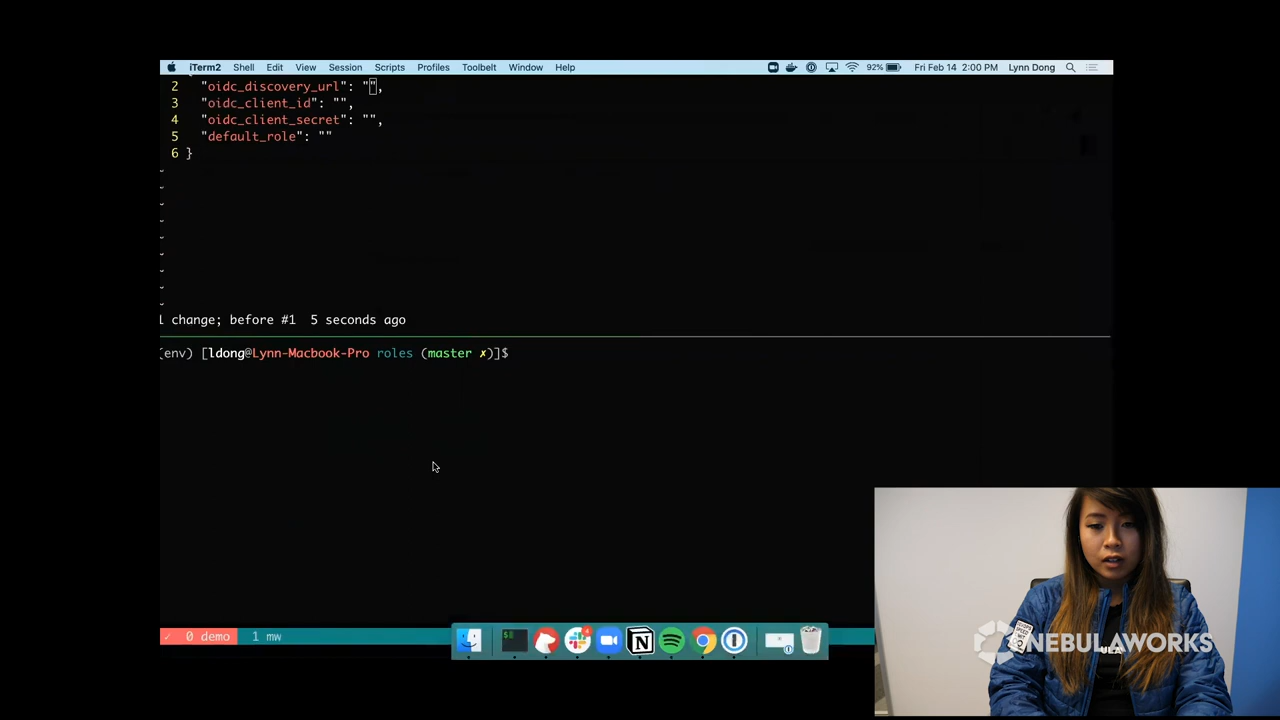 iTerm2 Shell Edit View Session Scripts Profiles Toolbelt Window Help 92% Fri Feb 14 2:00 PM Lynn Dong
2 "oidc_discovery_url": "",
3 "oidc_client_id": "",
4 "oidc_client_secret": "",
5 "default_role": ""
6 }
~
~
~
~
~
~
~
~
~
1 change; before #1 5 seconds ago
(env) [ldong@Lynn-Macbook-Pro roles (master ✗)]$
✓ 0 demo 1 mw
NEBULAWORKS